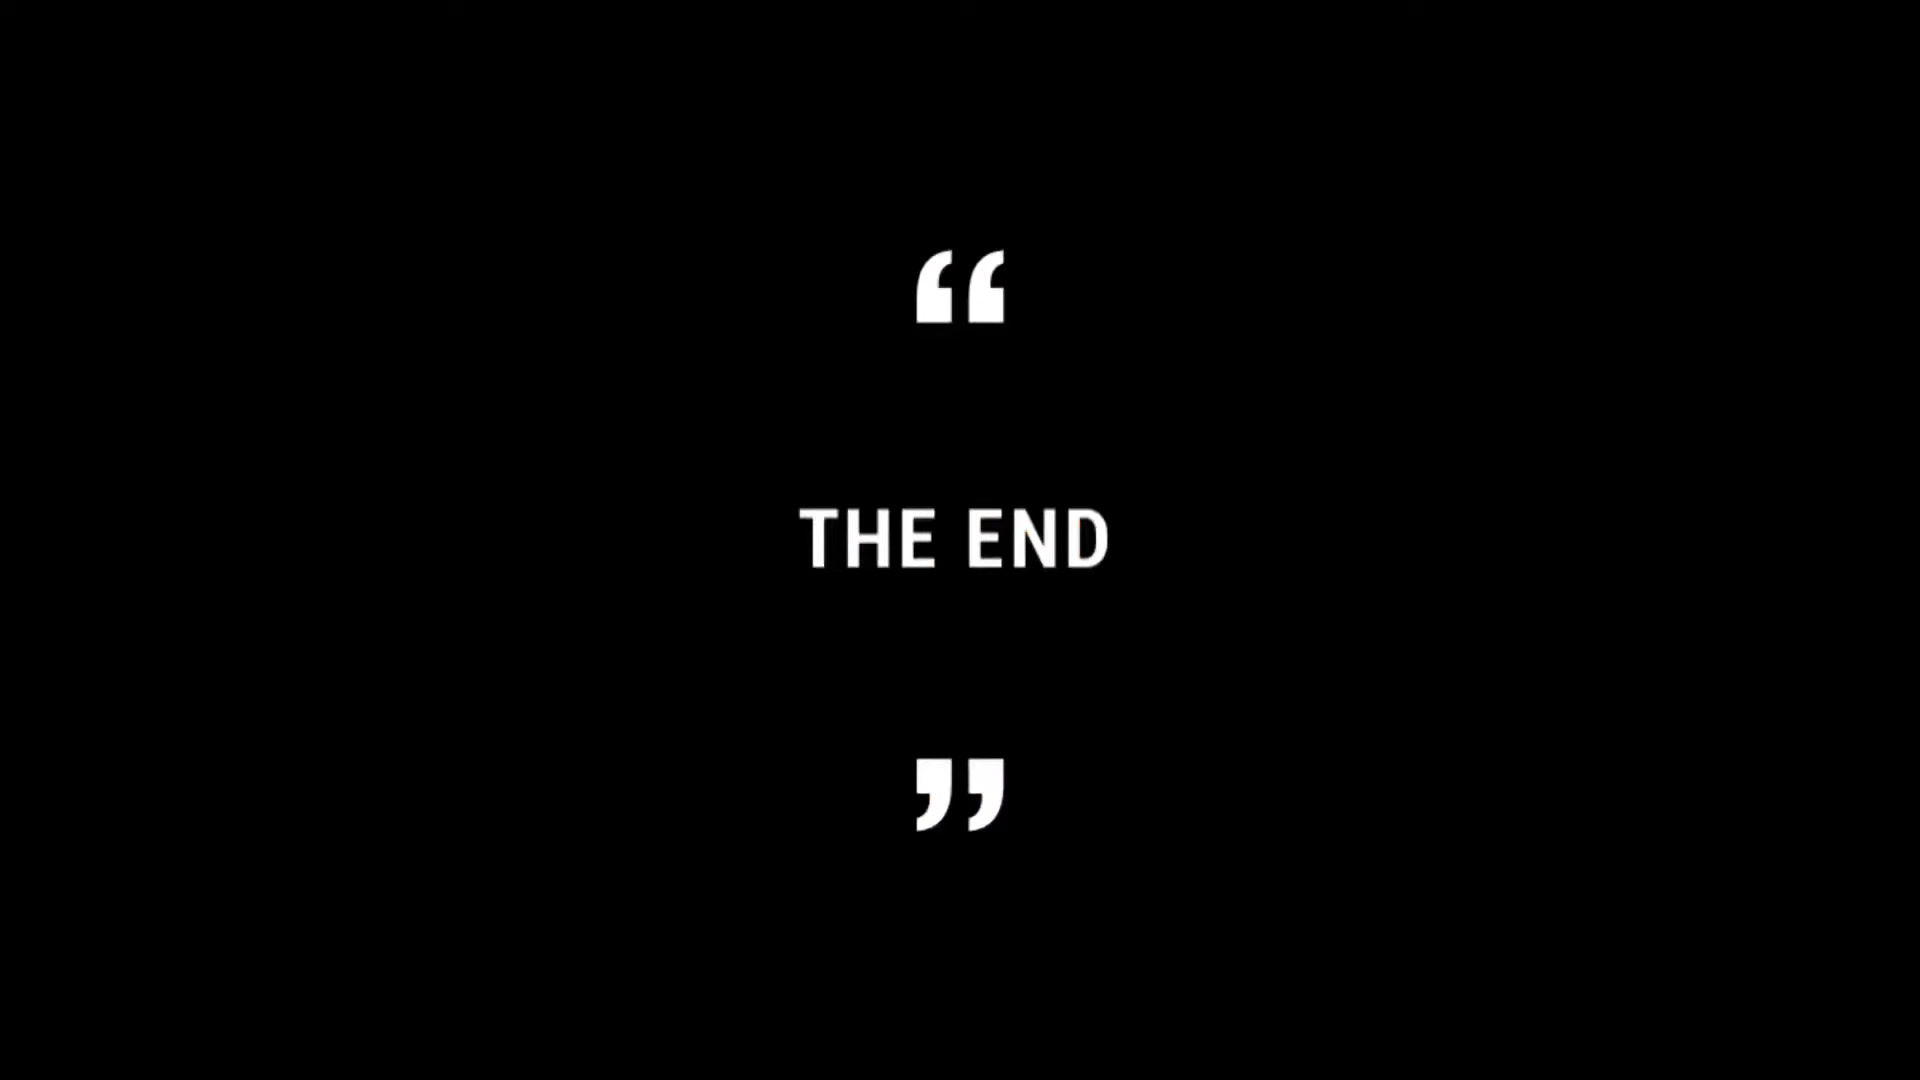 “
THE END
”